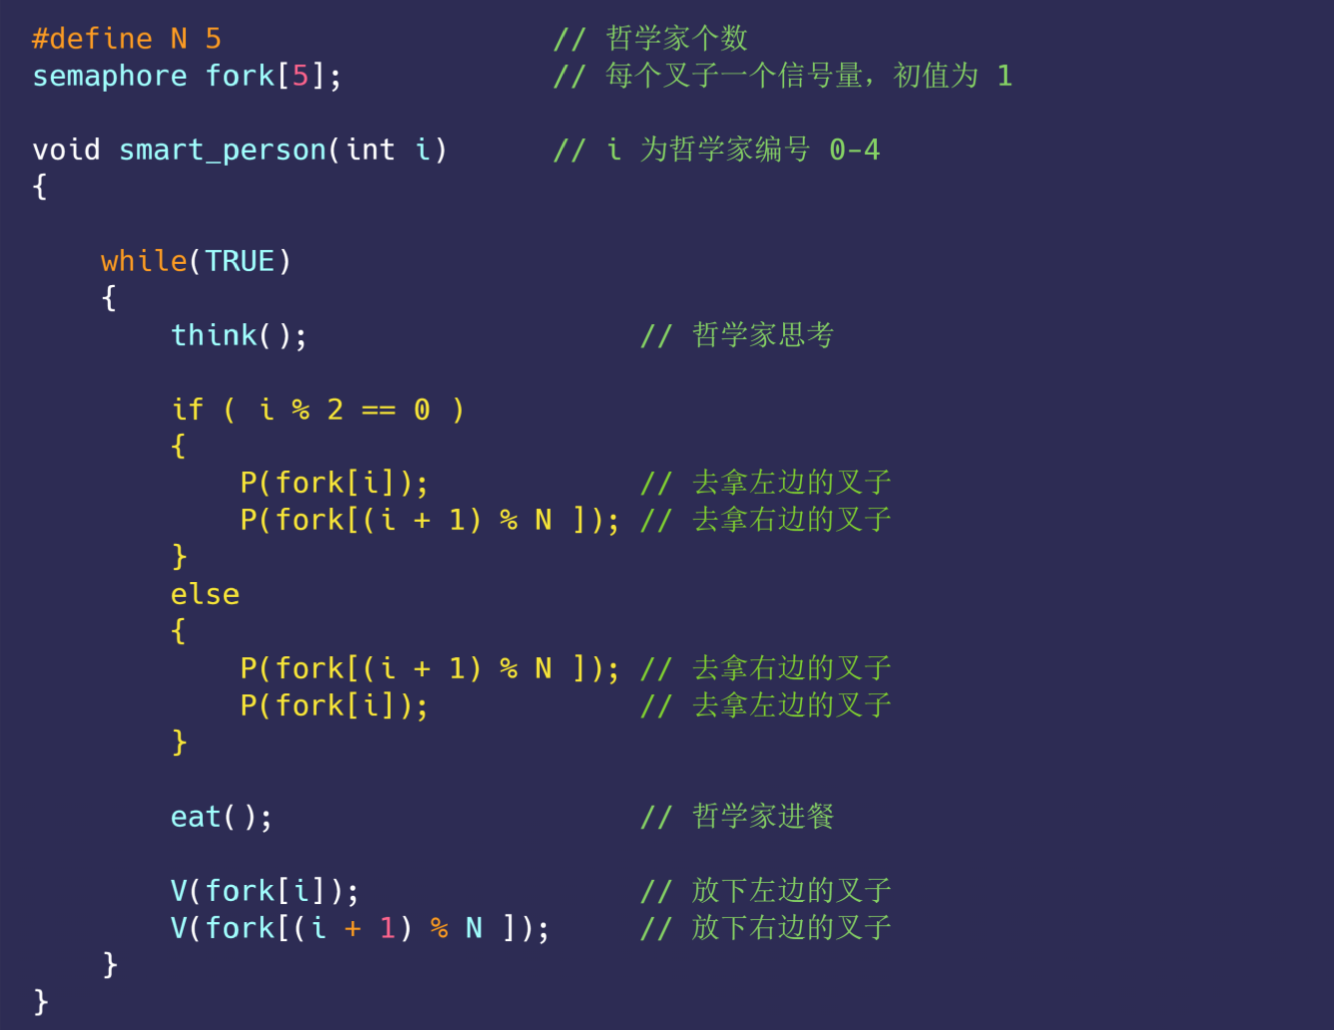 #define N 5                    // 哲学家个数
semaphore fork[5];             // 每个叉子一个信号量，初值为 1
void smart_person(int i)       // i 为哲学家编号 0-4
{
    while(TRUE)
    {
        think();                   // 哲学家思考
        if ( i % 2 == 0 )
        {
            P(fork[i]);            // 去拿左边的叉子
            P(fork[(i + 1) % N ]); // 去拿右边的叉子
        }
        else
        {
            P(fork[(i + 1) % N ]); // 去拿右边的叉子
            P(fork[i]);            // 去拿左边的叉子
        }
        eat();                     // 哲学家进餐
        V(fork[i]);                // 放下左边的叉子
        V(fork[(i + 1) % N ]);     // 放下右边的叉子
    }
}